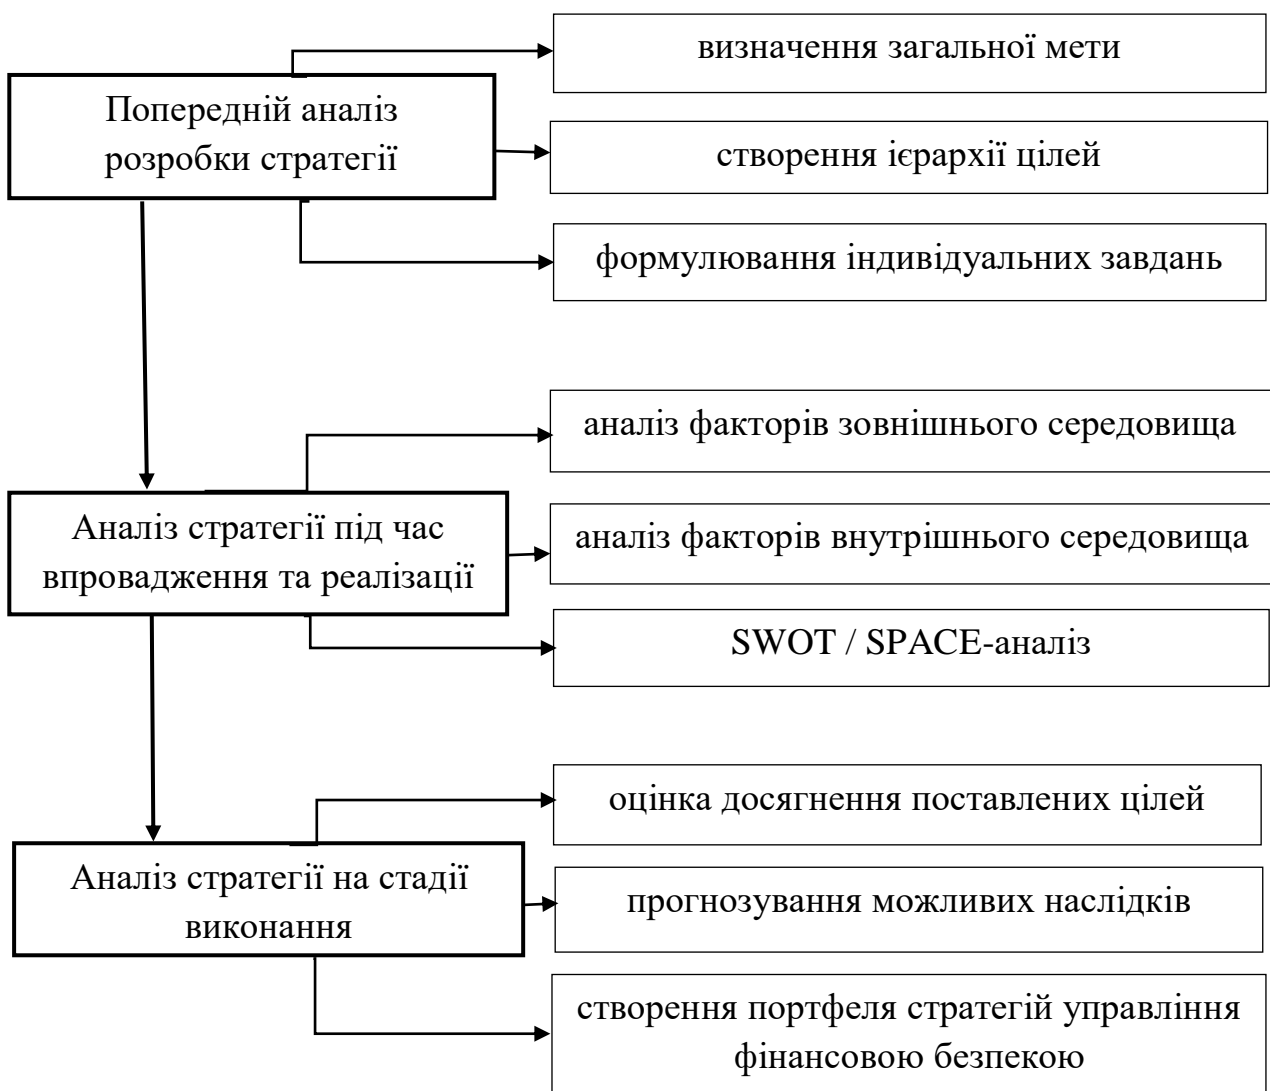 визначення загальної мети
Попередній аналіз
розробки стратегії
створення ієрархії цілей
формулювання індивідуальних завдань
аналіз факторів зовнішнього середовища
Аналіз стратегії під час
впровадження та реалізації
аналіз факторів внутрішнього середовища
SWOT / SPACE-аналіз
оцінка досягнення поставлених цілей
Аналіз стратегії на стадії
виконання
прогнозування можливих наслідків
створення портфеля стратегій управління
фінансовою безпекою